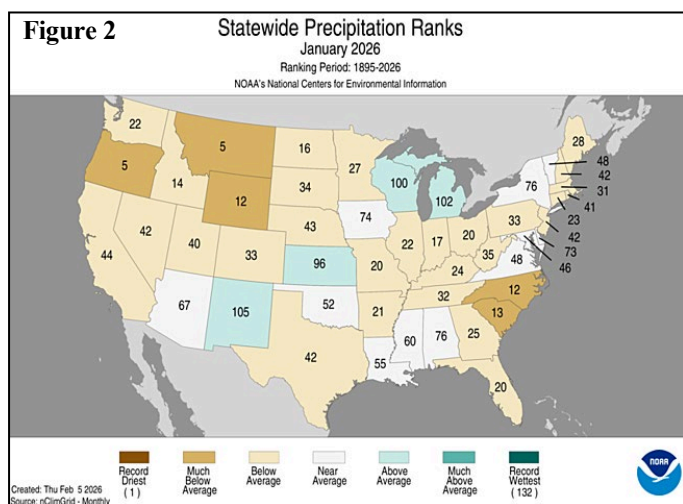 Figure 2
Statewide Precipitation Ranks
January 2026
Ranking Period: 1895-2026
NOAA's National Centers for Environmental Information
22
5
16
27
28
5
14
12
34
100
102
76
48
42
31
41
23
42
73
46
44
42
40
33
43
74
22
17
20
33
35
48
96
20
24
67
105
52
21
32
12
13
42
55
60
76
25
20
Record
Driest
(1)
Much
Below
Average
Below
Average
Near
Average
Above
Average
Much
Above
Average
Record
Wettest
(132)
Created: Thu Feb 5 2026
Source: nClimGrid - Monthly
NOAA